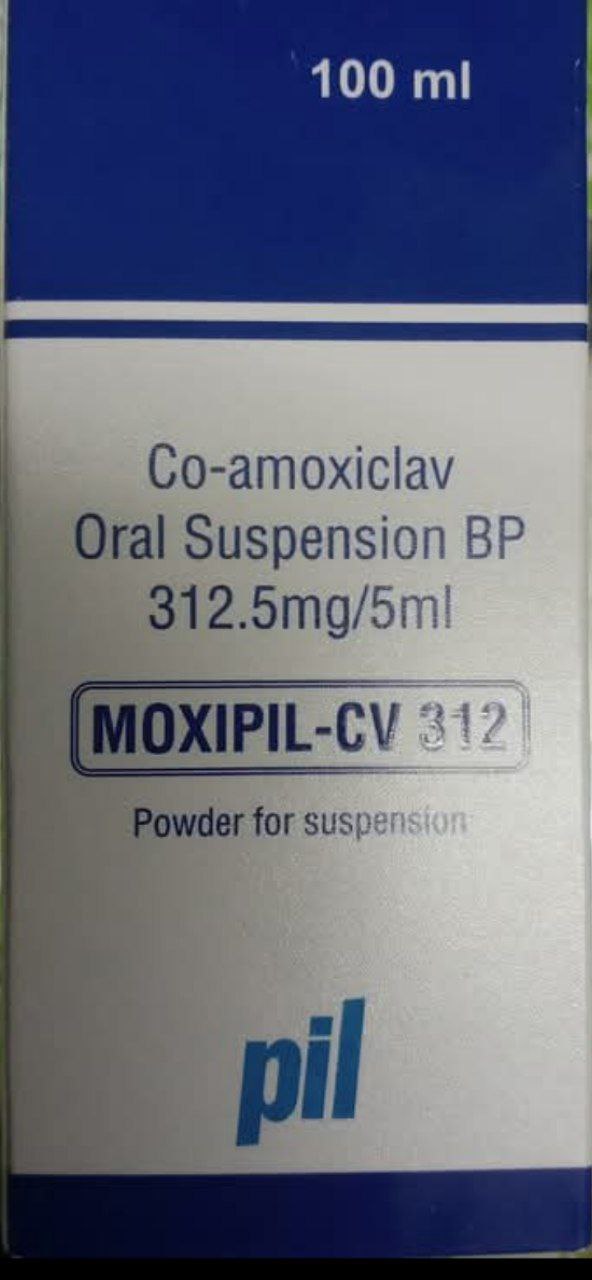 100 ml
Co-amoxiclav
Oral Suspension BP
312.5mg/5ml
MOXIPIL-CV 312
Powder for suspension
pil